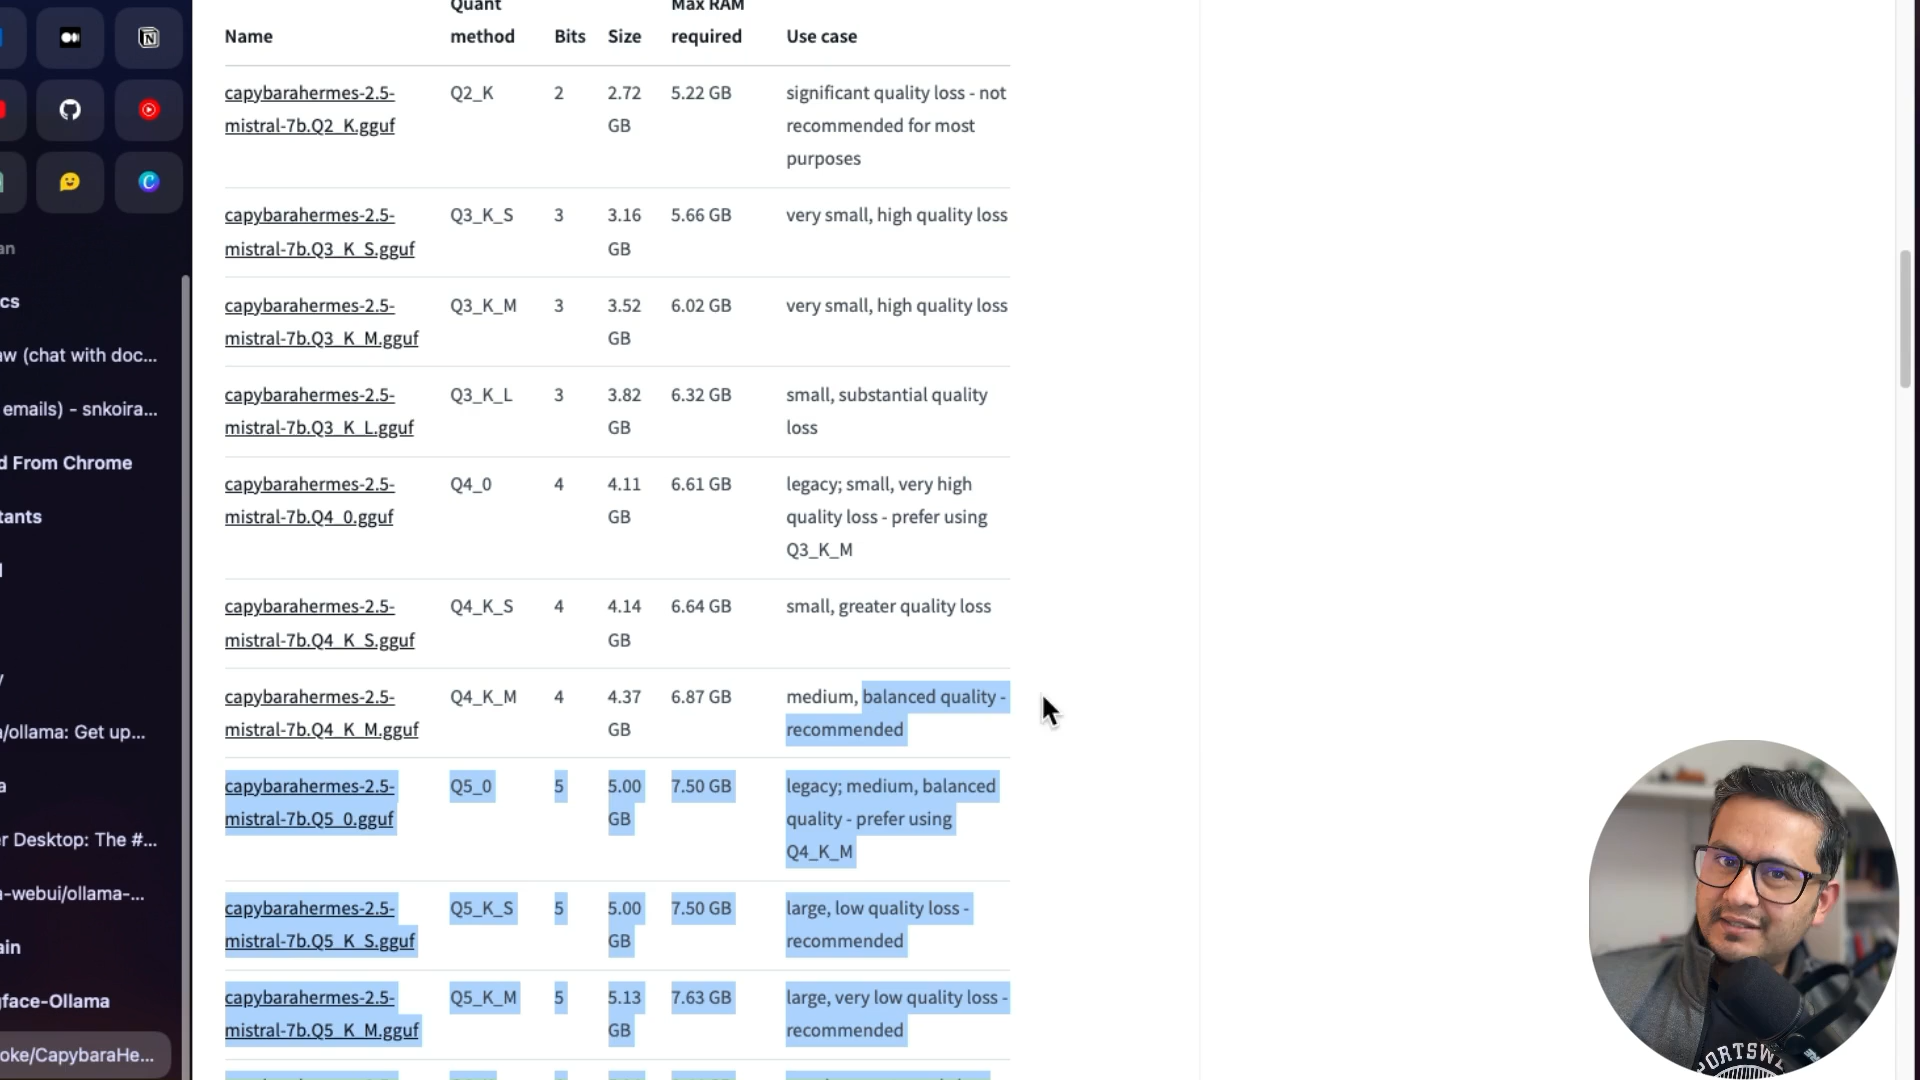 Quant
Max RAM
Name
method
Bits
Size
required
Use case
capybarahermes-2.5-
Q2_K
2
2.72
5.22 GB
significant quality loss - not
mistral-7b.Q2_K.gguf
GB
recommended for most
purposes
capybarahermes-2.5-
Q3_K_S
3
3.16
5.66 GB
very small, high quality loss
mistral-7b.Q3_K_S.gguf
GB
capybarahermes-2.5-
Q3_K_M
3
3.52
6.02 GB
very small, high quality loss
mistral-7b.Q3_K_M.gguf
GB
capybarahermes-2.5-
Q3_K_L
3
3.82
6.32 GB
small, substantial quality
mistral-7b.Q3_K_L.gguf
GB
loss
capybarahermes-2.5-
Q4_0
4
4.11
6.61 GB
legacy; small, very high
mistral-7b.Q4_0.gguf
GB
quality loss - prefer using
Q3_K_M
capybarahermes-2.5-
Q4_K_S
4
4.14
6.64 GB
small, greater quality loss
mistral-7b.Q4_K_S.gguf
GB
capybarahermes-2.5-
Q4_K_M
4
4.37
6.87 GB
medium, balanced quality -
mistral-7b.Q4_K_M.gguf
GB
recommended
capybarahermes-2.5-
Q5_0
5
5.00
7.50 GB
legacy; medium, balanced
mistral-7b.Q5_0.gguf
GB
quality - prefer using
Q4_K_M
capybarahermes-2.5-
Q5_K_S
5
5.00
7.50 GB
large, low quality loss -
mistral-7b.Q5_K_S.gguf
GB
recommended
capybarahermes-2.5-
Q5_K_M
5
5.13
7.63 GB
large, very low quality loss -
mistral-7b.Q5_K_M.gguf
GB
recommended
an
cs
aw (chat with doc...
emails) - snkoira...
d From Chrome
tants
l
y
a/ollama: Get up...
a
er Desktop: The #...
a-webui/ollama-...
ain
gface-Ollama
oke/CapybaraHe...
ORTSW